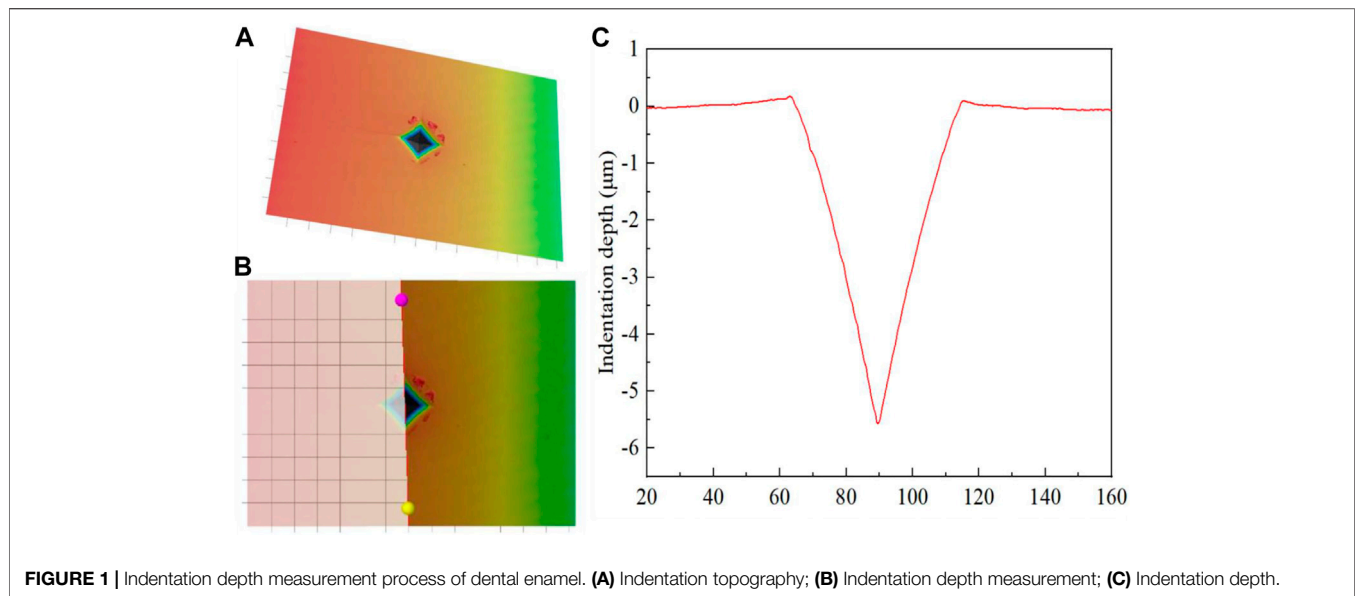 A
B
C
1
0
-1
-2
-3
-4
-5
-6
Indentation depth (μm)
20 40 60 80 100 120 140 160
FIGURE 1 | Indentation depth measurement process of dental enamel. (A) Indentation topography; (B) Indentation depth measurement; (C) Indentation depth.